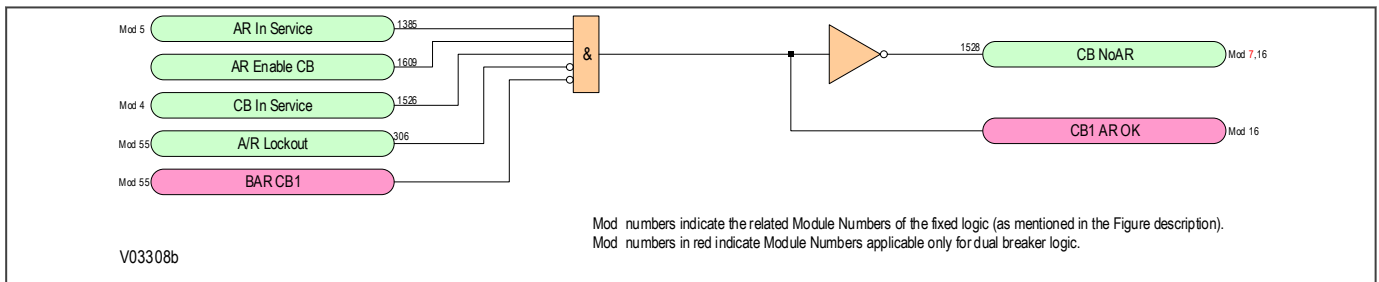 Mod 5 AR In Service 1385
AR Enable CB 1609
Mod 4 CB In Service 1526
Mod 55 A/R Lockout 306
Mod 55 BAR CB1
&
1528 CB NoAR Mod 7,16
CB1 AR OK Mod 16
Mod numbers indicate the related Module Numbers of the fixed logic (as mentioned in the Figure description).
Mod numbers in red indicate Module Numbers applicable only for dual breaker logic.
V03308b